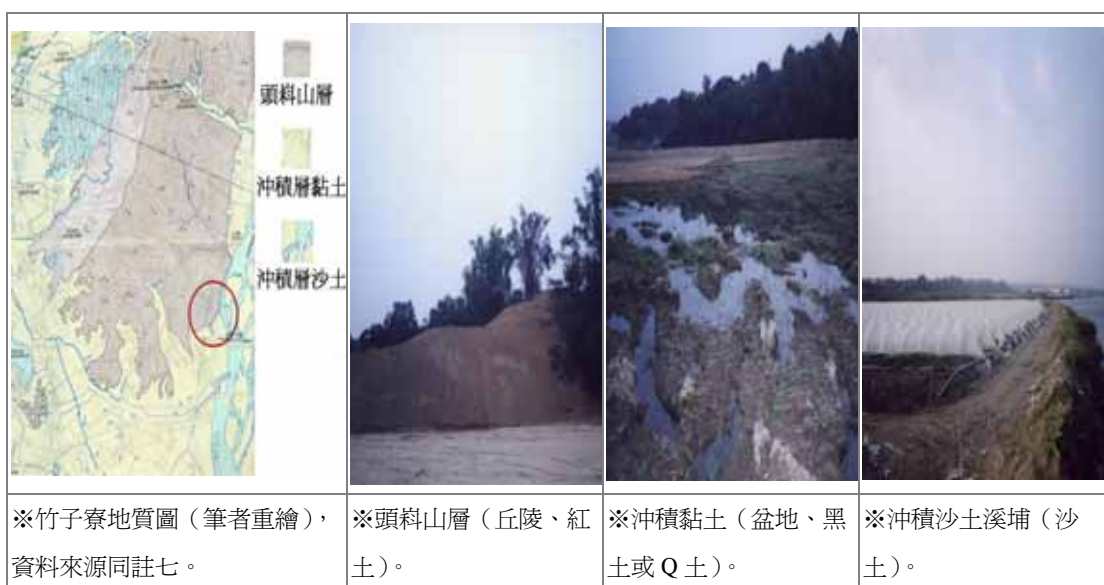 頭嵙山層
沖積層黏土
沖積層沙土
※竹子寮地質圖（筆者重繪），
資料來源同註七。
※頭嵙山層（丘陵、紅
土）。
※沖積黏土（盆地、黑
土或 Q 土）。
※沖積沙土溪埔（沙
土）。